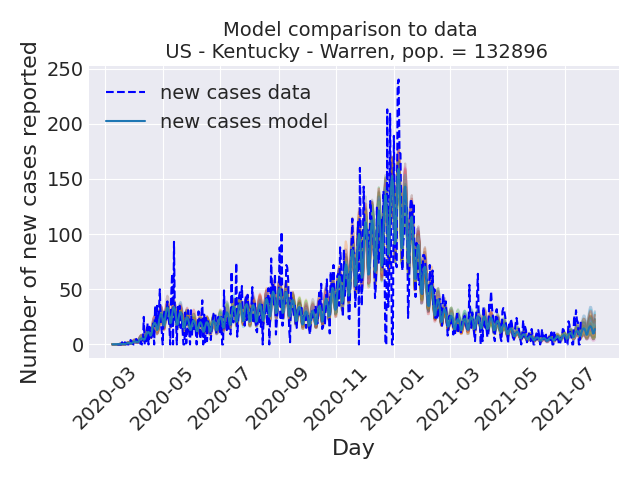 Model comparison to data
US - Kentucky - Warren, pop. = 132896
Number of new cases reported
250
200
150
100
50
0
new cases data
new cases model
2020-03
2020-05
2020-07
2020-09
2020-11
2021-01
2021-03
2021-05
2021-07
Day